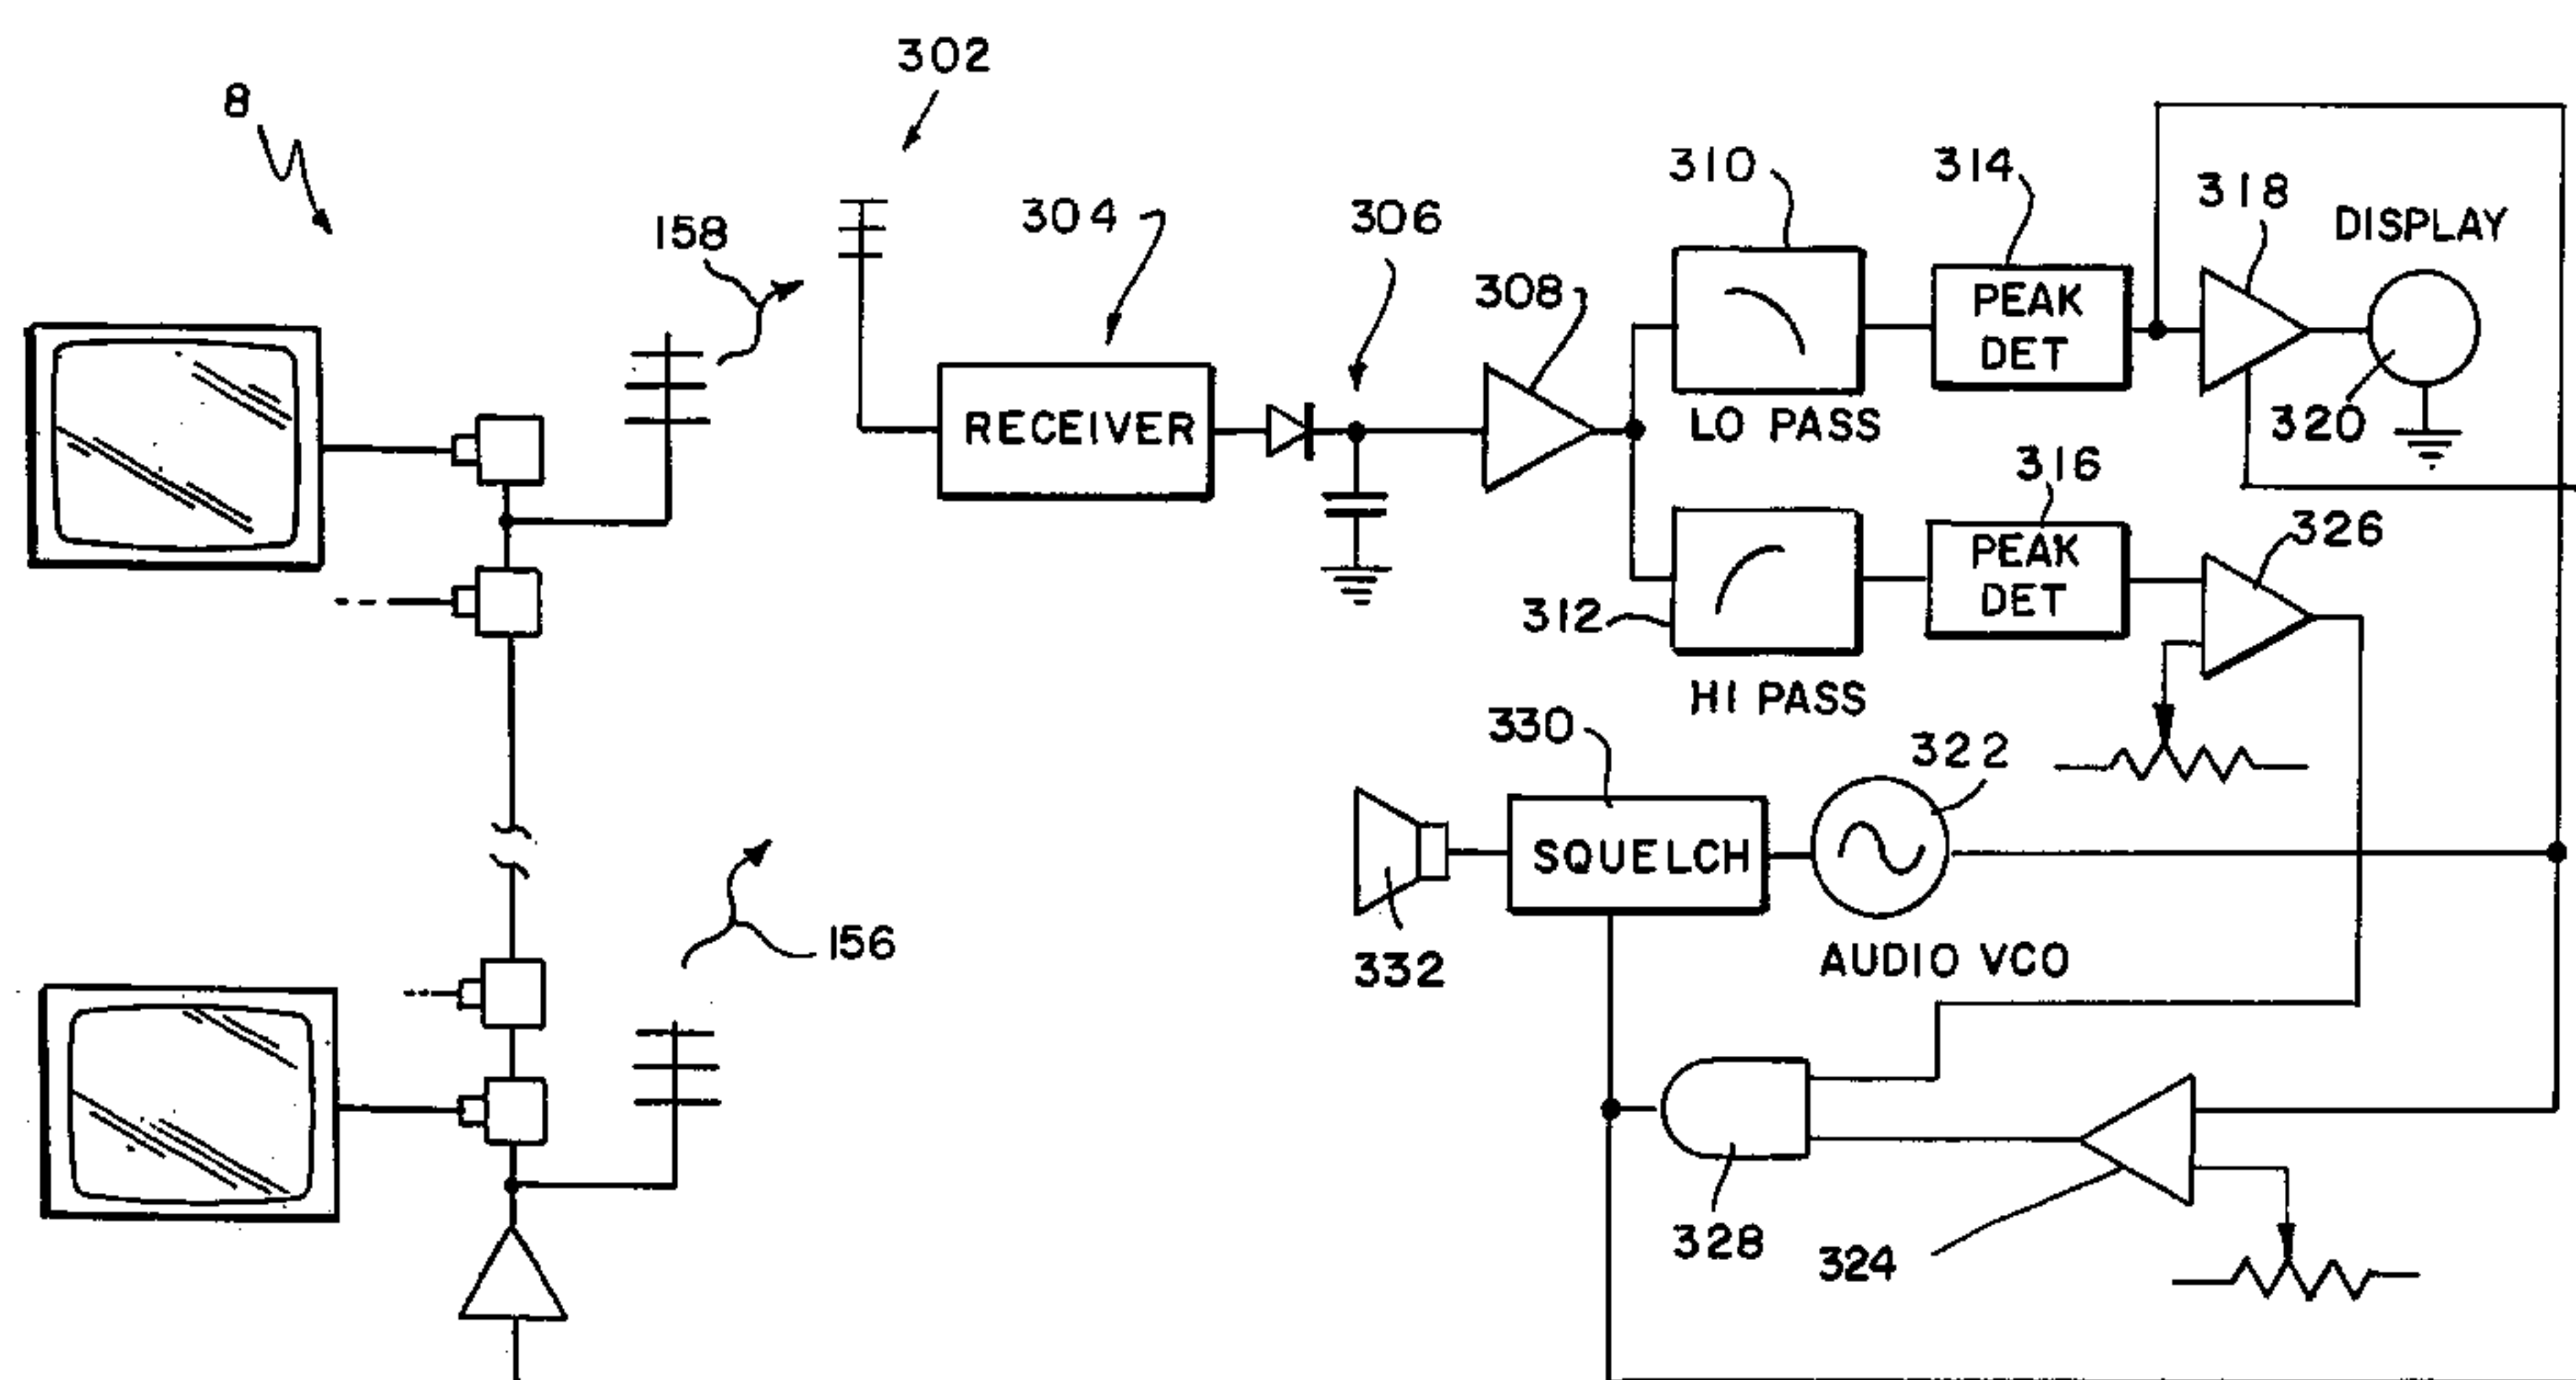 302
8
310
314
318
158
304
306
DISPLAY
308
PEAK
DET
RECEIVER
LO PASS
320
316
326
PEAK
DET
312
HI PASS
330
322
SQUELCH
156
332
AUDIO VCO
328
324